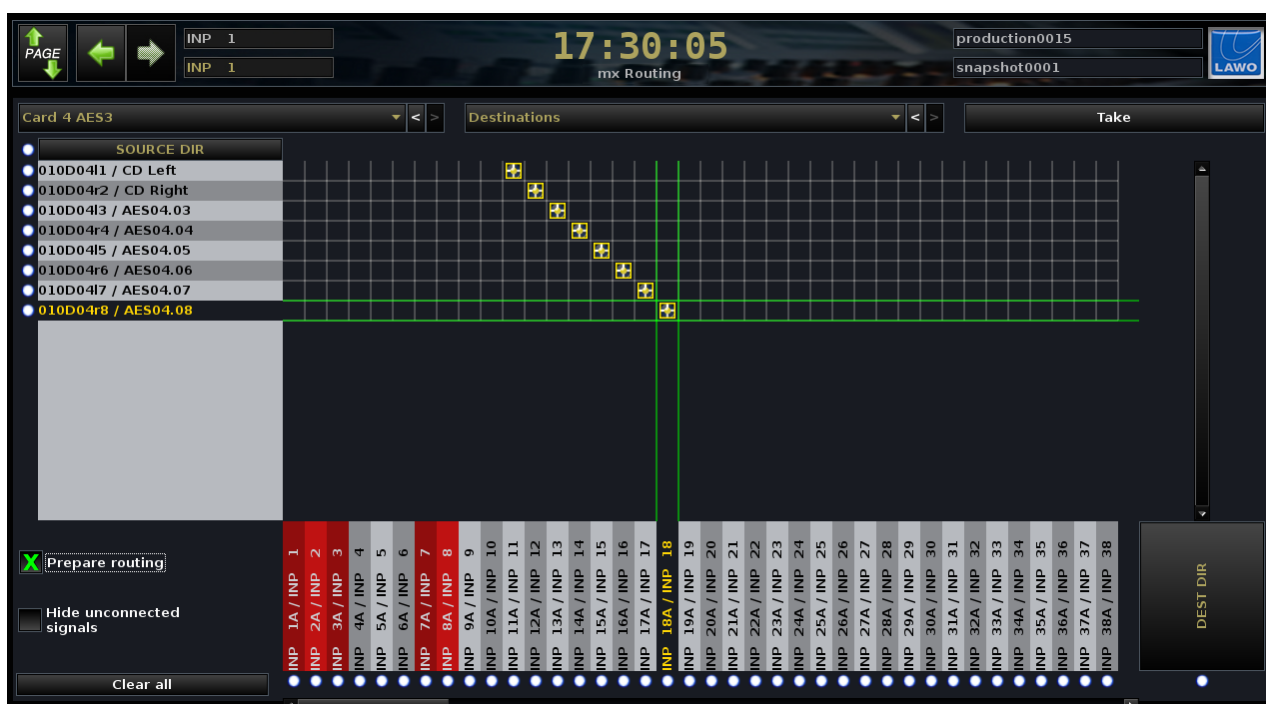 PAGE
INP 1
INP 1
17:30:05
mx Routing
production0015
snapshot0001
LAWO
Card 4 AES3
<
>
Destinations
<
>
Take
SOURCE DIR
010D04l1 / CD Left
010D04r2 / CD Right
010D04l3 / AES04.03
010D04r4 / AES04.04
010D04l5 / AES04.05
010D04r6 / AES04.06
010D04l7 / AES04.07
010D04r8 / AES04.08
INP 1A / INP 1
INP 2A / INP 2
INP 3A / INP 3
INP 4A / INP 4
INP 5A / INP 5
INP 6A / INP 6
INP 7A / INP 7
INP 8A / INP 8
INP 9A / INP 9
INP 10A / INP 10
INP 11A / INP 11
INP 12A / INP 12
INP 13A / INP 13
INP 14A / INP 14
INP 15A / INP 15
INP 16A / INP 16
INP 17A / INP 17
INP 18A / INP 18
INP 19A / INP 19
INP 20A / INP 20
INP 21A / INP 21
INP 22A / INP 22
INP 23A / INP 23
INP 24A / INP 24
INP 25A / INP 25
INP 26A / INP 26
INP 27A / INP 27
INP 28A / INP 28
INP 29A / INP 29
INP 30A / INP 30
INP 31A / INP 31
INP 32A / INP 32
INP 33A / INP 33
INP 34A / INP 34
INP 35A / INP 35
INP 36A / INP 36
INP 37A / INP 37
INP 38A / INP 38
DEST DIR
X Prepare routing
Hide unconnected
signals
Clear all